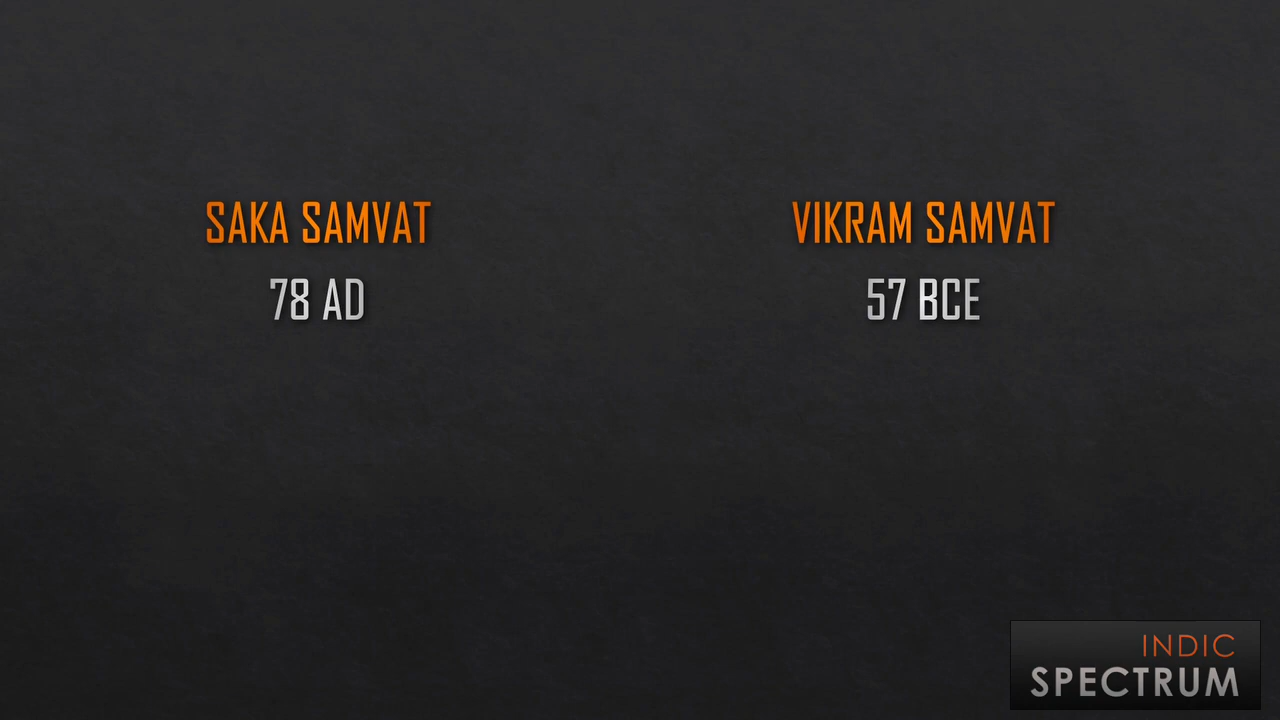 SAKA SAMVAT
78 AD
VIKRAM SAMVAT
57 BCE
INDIC
SPECTRUM